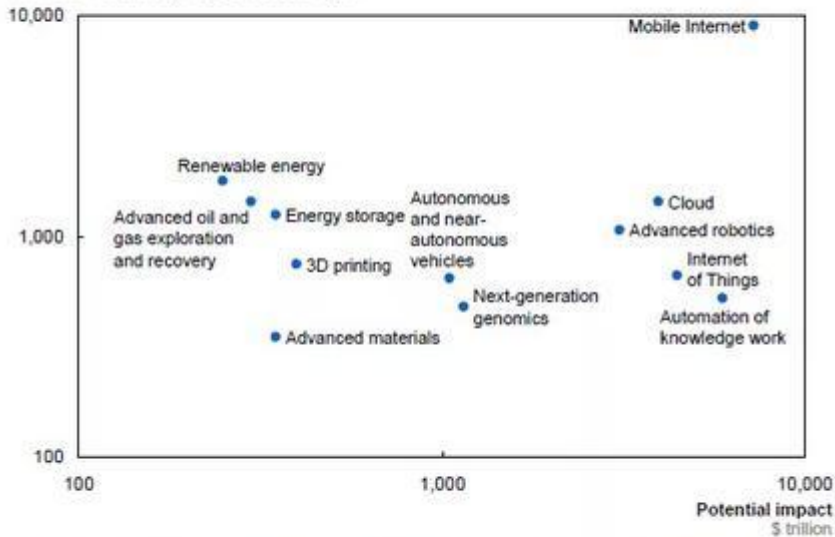 10,000
Mobile Internet
Renewable energy
Advanced oil and
gas exploration
and recovery
Energy storage
Autonomous
and near-
autonomous
vehicles
Cloud
1,000
Advanced robotics
3D printing
Internet
of Things
Next-generation
genomics
Automation of
knowledge work
Advanced materials
100
100
1,000
10,000
Potential impact
$ trillion